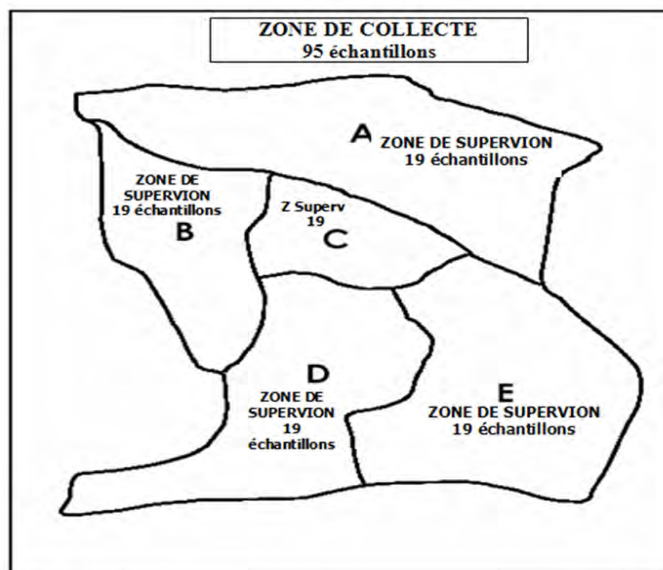 ZONE DE COLLECTE
95 échantillons
A ZONE DE SUPERVION
19 échantillons
ZONE DE
SUPERVION
19 échantillons
B
Z Superv
19
C
D
ZONE DE
SUPERVION
19
échantillons
E
ZONE DE SUPERVION
19 échantillons